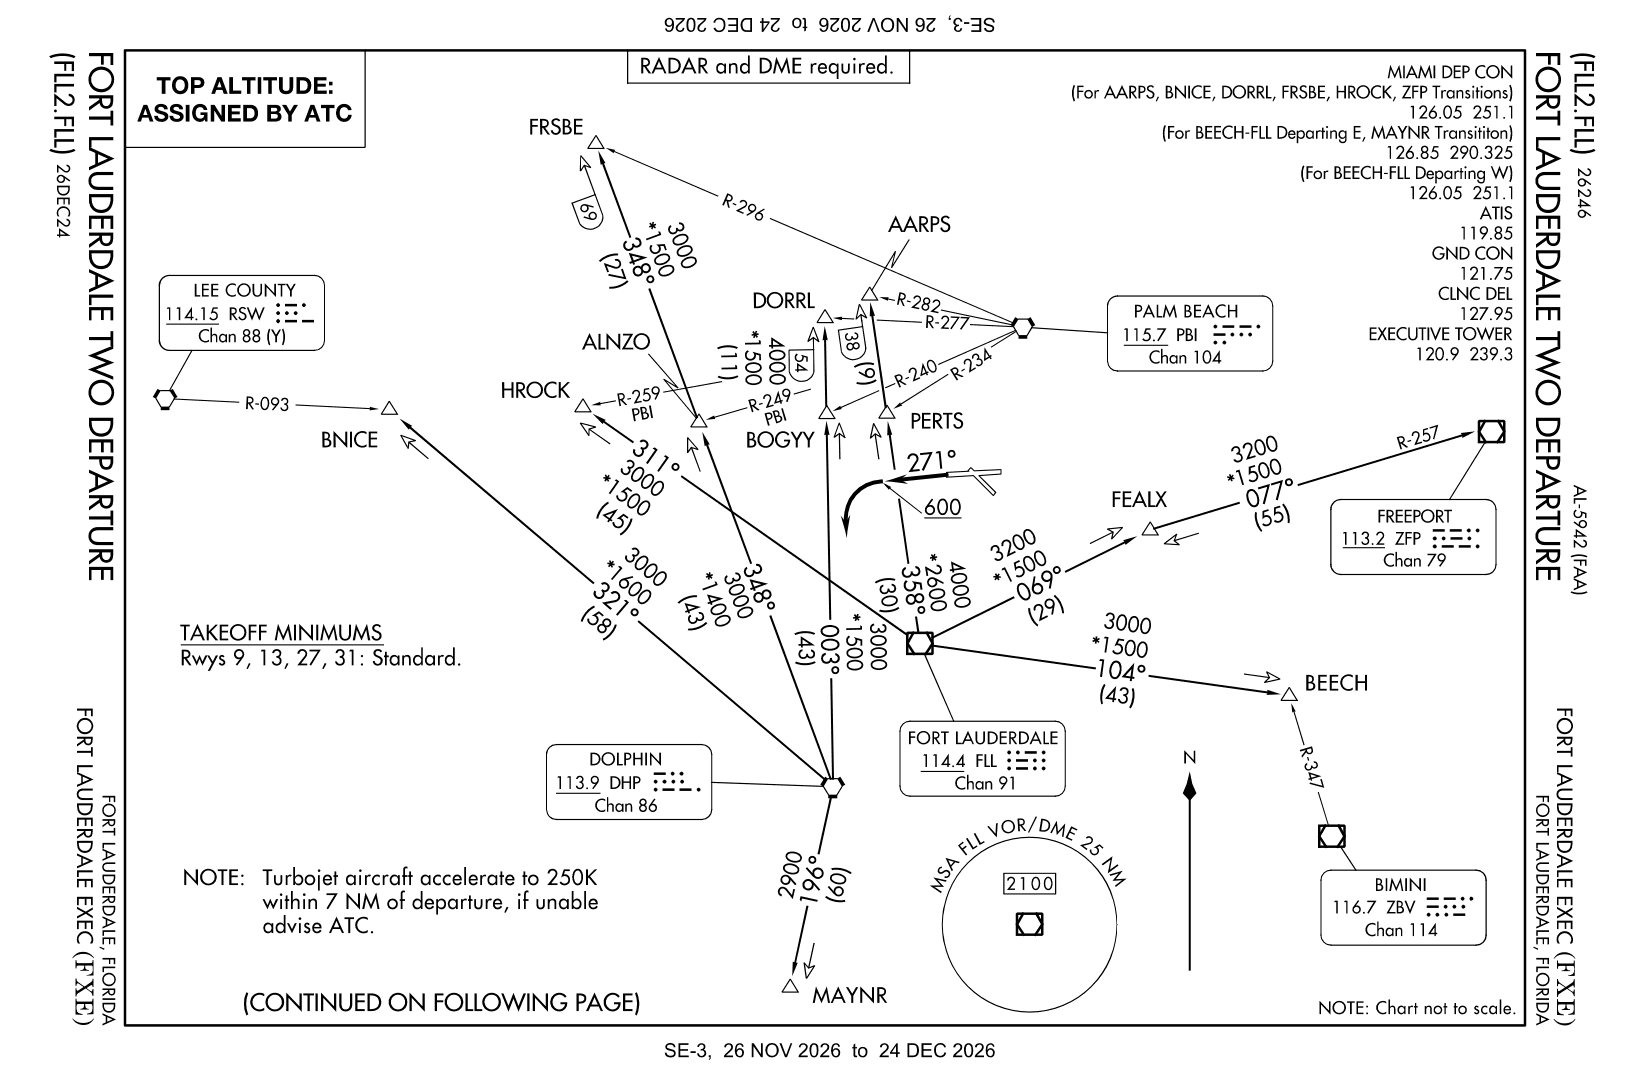 SE-3, 26 NOV 2026 to 24 DEC 2026
(FLL2.FLL) 26DEC24
FORT LAUDERDALE TWO DEPARTURE
FORT LAUDERDALE EXEC (FXE)
FORT LAUDERDALE, FLORIDA
TOP ALTITUDE:
ASSIGNED BY ATC
RADAR and DME required.
MIAMI DEP CON
(For AARPS, BNICE, DORRL, FRSBE, HROCK, ZFP Transitions)
126.05 251.1
(For BEECH-FLL Departing E, MAYNR Transititon)
126.85 290.325
(For BEECH-FLL Departing W)
126.05 251.1
ATIS
119.85
GND CON
121.75
CLNC DEL
127.95
EXECUTIVE TOWER
120.9 239.3
FRSBE
69
3000
*1500
348°
(27)
R-296
AARPS
DORRL
R-282
R-277
PALM BEACH
115.7 PBI
Chan 104
LEE COUNTY
114.15 RSW
Chan 88 (Y)
R-093
BNICE
ALNZO
HROCK
R-259
PBI
R-249
PBI
4000
*1500
(11)
54
38
(9)
R-240
R-234
BOGYY
PERTS
271°
600
311°
3000
*1500
(45)
3000
*1600
321°
(58)
348°
3000
*1400
(43)
3000
*1500
003°
(43)
4000
*2600
358°
(30)
3200
*1500
069°
(29)
FEALX
3200
*1500
077°
(55)
R-257
FREEPORT
113.2 ZFP
Chan 79
3000
*1500
104°
(43)
BEECH
R-347
BIMINI
116.7 ZBV
Chan 114
FORT LAUDERDALE
114.4 FLL
Chan 91
DOLPHIN
113.9 DHP
Chan 86
2900
196°
(60)
MAYNR
TAKEOFF MINIMUMS
Rwys 9, 13, 27, 31: Standard.
NOTE: Turbojet aircraft accelerate to 250K
within 7 NM of departure, if unable
advise ATC.
(CONTINUED ON FOLLOWING PAGE)
MSA FLL VOR/DME 25 NM
2100
N
NOTE: Chart not to scale.
(FLL2.FLL) 26246
FORT LAUDERDALE TWO DEPARTURE
AL-5942 (FAA)
FORT LAUDERDALE EXEC (FXE)
FORT LAUDERDALE, FLORIDA
SE-3, 26 NOV 2026 to 24 DEC 2026